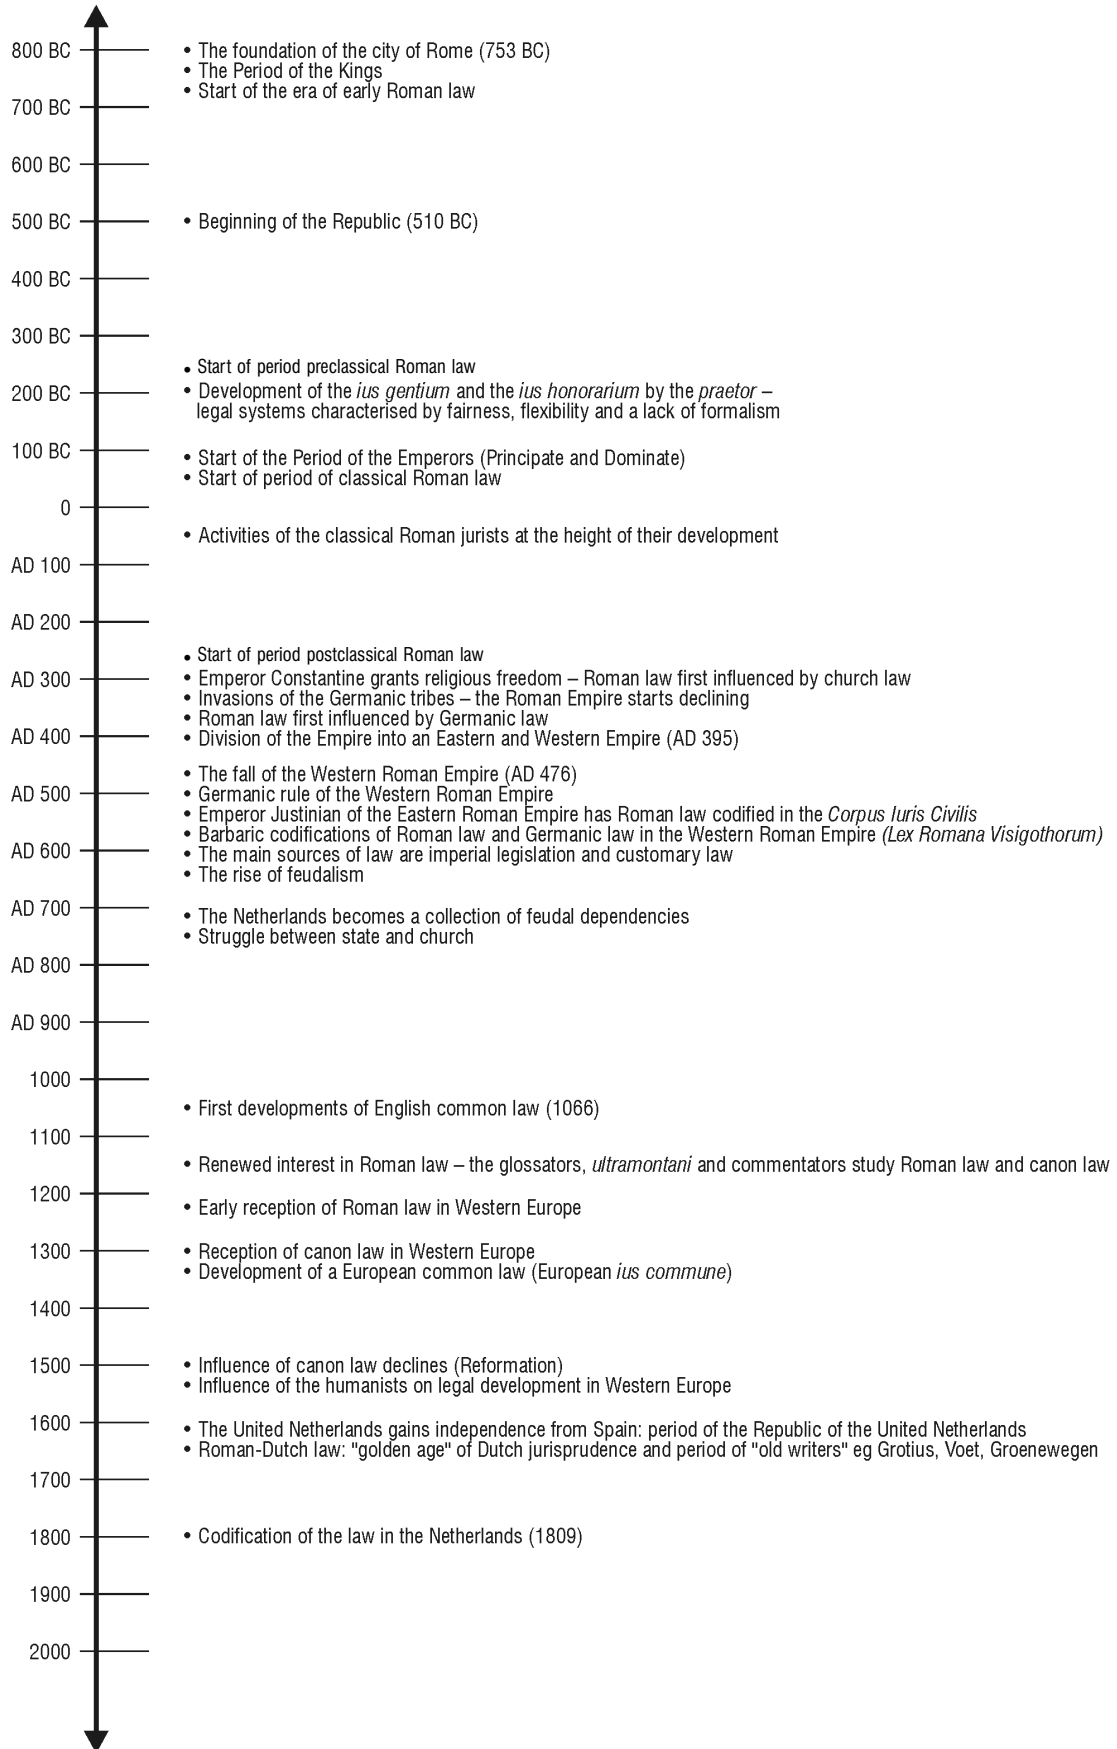 800 BC
• The foundation of the city of Rome (753 BC)
• The Period of the Kings
• Start of the era of early Roman law
700 BC
600 BC
500 BC
• Beginning of the Republic (510 BC)
400 BC
300 BC
• Start of period preclassical Roman law
200 BC
• Development of the ius gentium and the ius honorarium by the praetor –
legal systems characterised by fairness, flexibility and a lack of formalism
100 BC
• Start of the Period of the Emperors (Principate and Dominate)
• Start of period of classical Roman law
0
• Activities of the classical Roman jurists at the height of their development
AD 100
AD 200
• Start of period postclassical Roman law
AD 300
• Emperor Constantine grants religious freedom – Roman law first influenced by church law
• Invasions of the Germanic tribes – the Roman Empire starts declining
• Roman law first influenced by Germanic law
AD 400
• Division of the Empire into an Eastern and Western Empire (AD 395)
• The fall of the Western Roman Empire (AD 476)
AD 500
• Germanic rule of the Western Roman Empire
• Emperor Justinian of the Eastern Roman Empire has Roman law codified in the Corpus Iuris Civilis
• Barbaric codifications of Roman law and Germanic law in the Western Roman Empire (Lex Romana Visigothorum)
AD 600
• The main sources of law are imperial legislation and customary law
• The rise of feudalism
AD 700
• The Netherlands becomes a collection of feudal dependencies
• Struggle between state and church
AD 800
AD 900
1000
• First developments of English common law (1066)
1100
• Renewed interest in Roman law – the glossators, ultramontani and commentators study Roman law and canon law
1200
• Early reception of Roman law in Western Europe
1300
• Reception of canon law in Western Europe
• Development of a European common law (European ius commune)
1400
1500
• Influence of canon law declines (Reformation)
• Influence of the humanists on legal development in Western Europe
1600
• The United Netherlands gains independence from Spain: period of the Republic of the United Netherlands
• Roman-Dutch law: "golden age" of Dutch jurisprudence and period of "old writers" eg Grotius, Voet, Groenewegen
1700
1800
• Codification of the law in the Netherlands (1809)
1900
2000